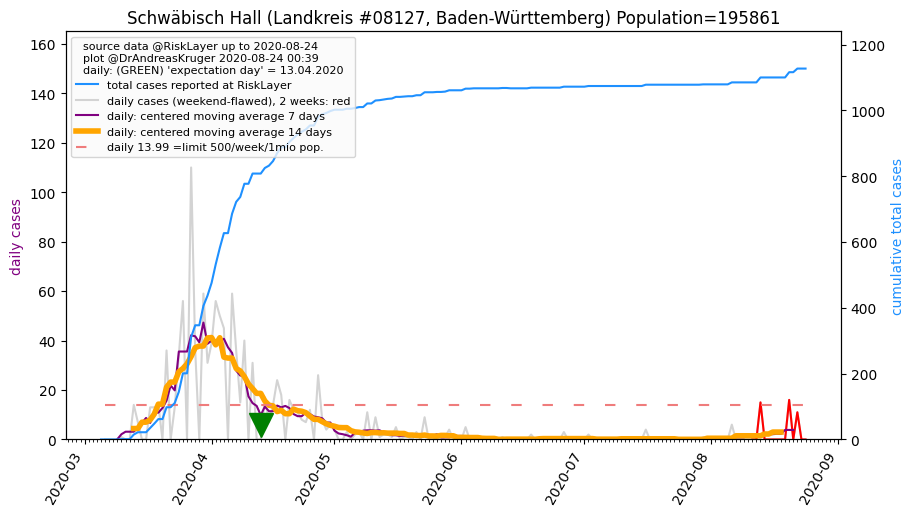 Schwäbisch Hall (Landkreis #08127, Baden-Württemberg) Population=195861
source data @RiskLayer up to 2020-08-24
plot @DrAndreasKruger 2020-08-24 00:39
daily: (GREEN) 'expectation day' = 13.04.2020
total cases reported at RiskLayer
daily cases (weekend-flawed), 2 weeks: red
daily: centered moving average 7 days
daily: centered moving average 14 days
daily 13.99 =limit 500/week/1mio pop.
daily cases
160
140
120
100
80
60
40
20
0
cumulative total cases
1200
1000
800
600
400
200
0
2020-03
2020-04
2020-05
2020-06
2020-07
2020-08
2020-09